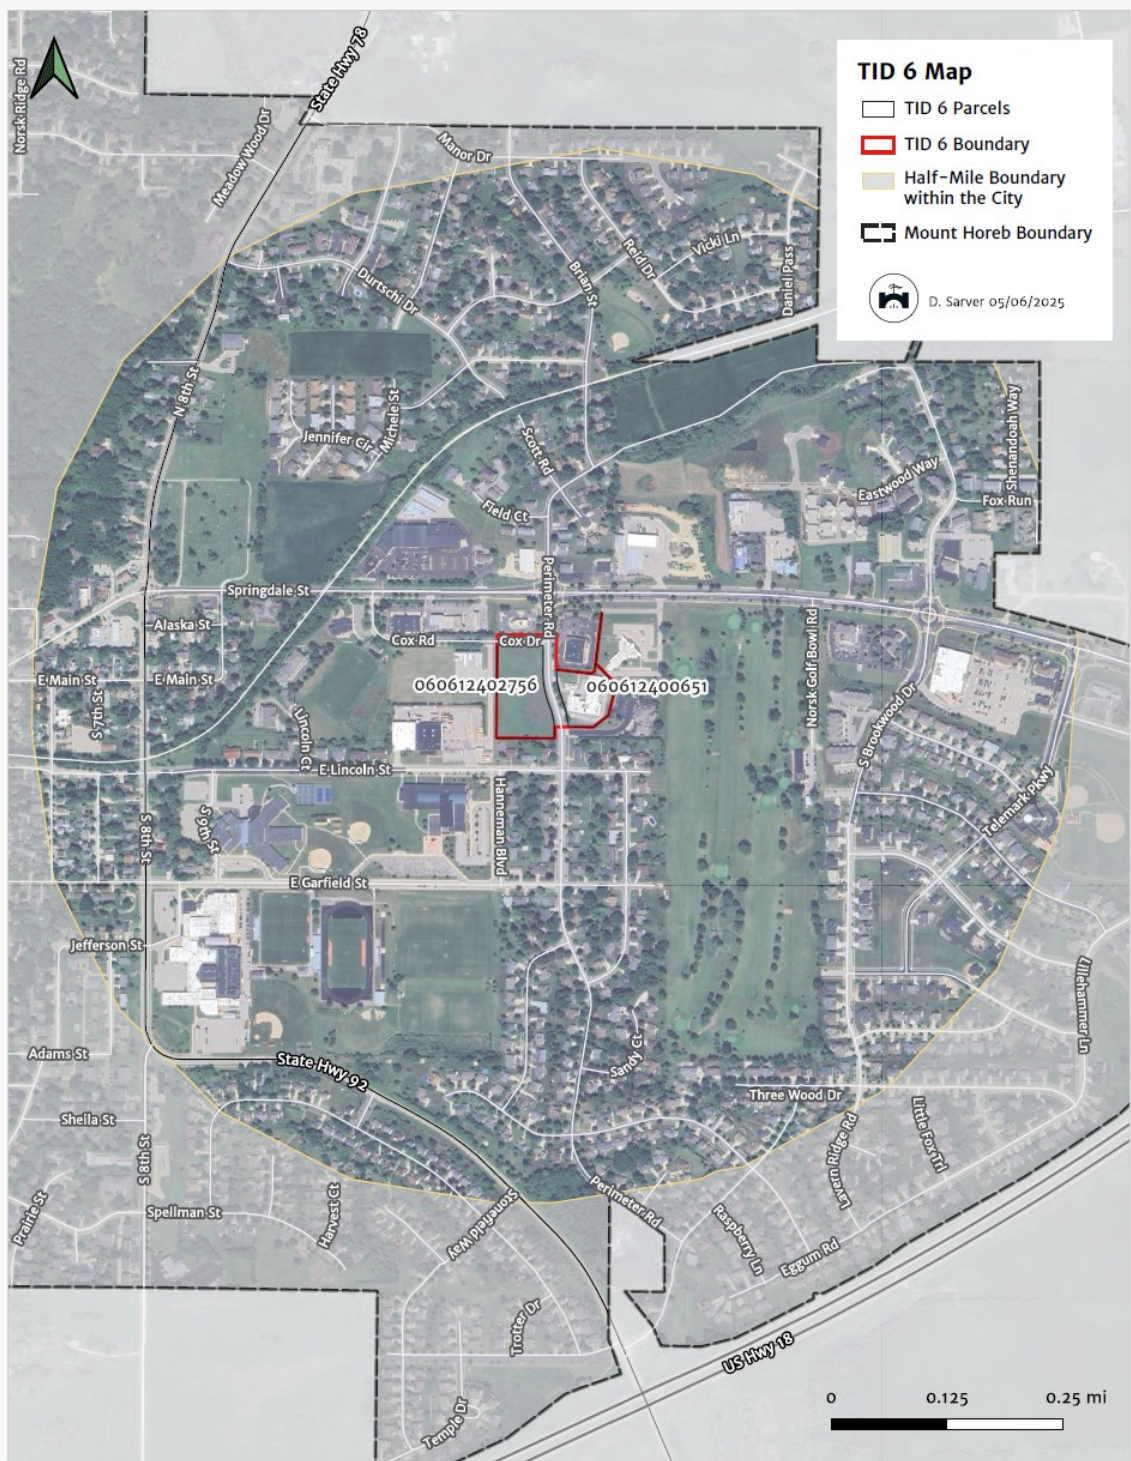 TID 6 Map
TID 6 Parcels
TID 6 Boundary
Half-Mile Boundary
within the City
Mount Horeb Boundary
D. Sarver 05/06/2025
Norsk Ridge Rd
State Hwy 78
Meadow Wood Dr
Manor Dr
Reid Dr
Vicki Ln
Daniel Pass
Brian St
Durtschi Dr
N 8th St
Michele St
Jennifer Cir
Scott Rd
Field Ct
Eastwood Way
Shenandoah Way
Fox Run
Perimeter Rd
Springdale St
Alaska St
Cox Rd
Cox Dr
Norsk Golf Bowl Rd
E Main St
E Main St
060612402756
060612400651
S 7th St
Lincoln Ct
S Brookwood Dr
E Lincoln St
Telemark Pkwy
Hanneman Blvd
S 9th St
S 8th St
E Garfield St
Jefferson St
Lillehammer Ln
Adams St
State Hwy 92
Sandy Ct
Three Wood Dr
Sheila St
Little Fox Trl
S 8th St
Lavern Ridge Rd
Prairie St
Spellman St
Harvest Ct
Stonefield Way
Perimeter Rd
Raspberry Ln
Eggum Rd
Trotter Dr
US Hwy 18
Temple Dr
0 0.125 0.25 mi